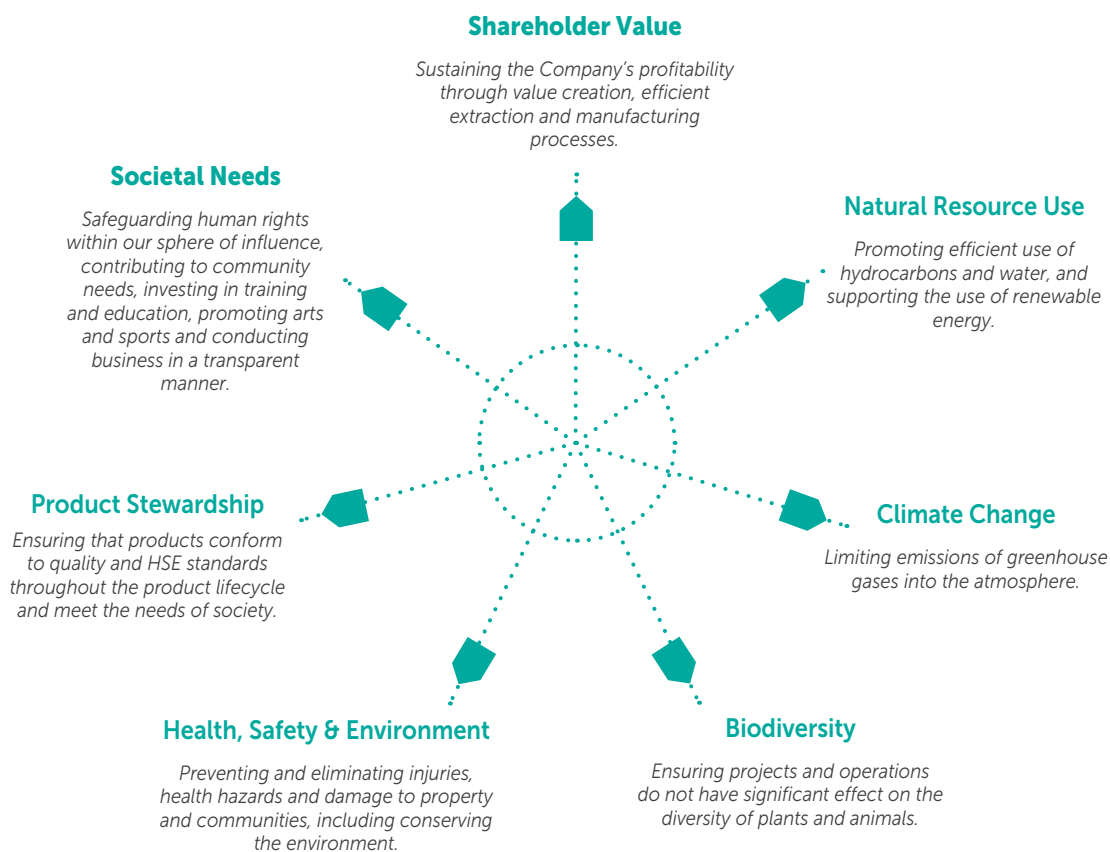 Shareholder Value
Sustaining the Company’s profitability
through value creation, efficient
extraction and manufacturing
processes.
Natural Resource Use
Promoting efficient use of
hydrocarbons and water, and
supporting the use of renewable
energy.
Climate Change
Limiting emissions of greenhouse
gases into the atmosphere.
Biodiversity
Ensuring projects and operations
do not have significant effect on the
diversity of plants and animals.
Health, Safety & Environment
Preventing and eliminating injuries,
health hazards and damage to property
and communities, including conserving
the environment.
Product Stewardship
Ensuring that products conform
to quality and HSE standards
throughout the product lifecycle
and meet the needs of society.
Societal Needs
Safeguarding human rights
within our sphere of influence,
contributing to community
needs, investing in training
and education, promoting arts
and sports and conducting
business in a transparent
manner.